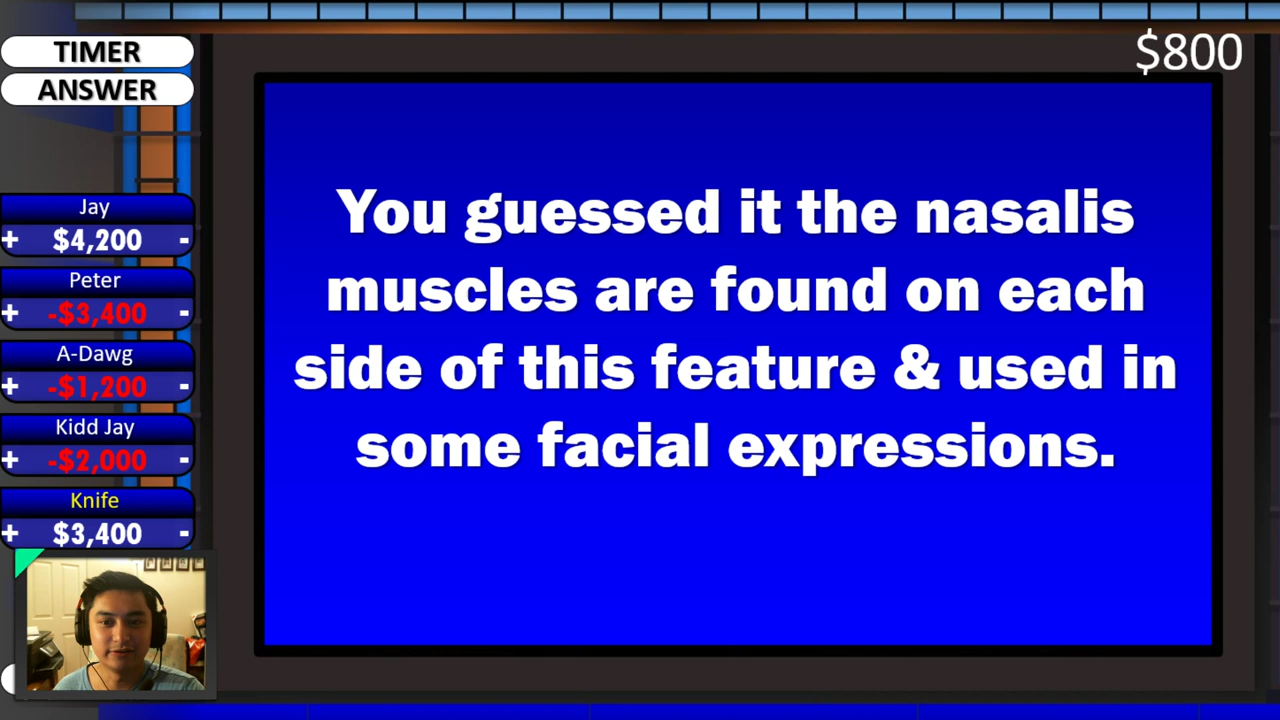 TIMER
ANSWER
$800
Jay
+ $4,200 -
Peter
+ -$3,400 -
A-Dawg
+ -$1,200 -
Kidd Jay
+ -$2,000 -
Knife
+ $3,400 -
You guessed it the nasalis
muscles are found on each
side of this feature & used in
some facial expressions.